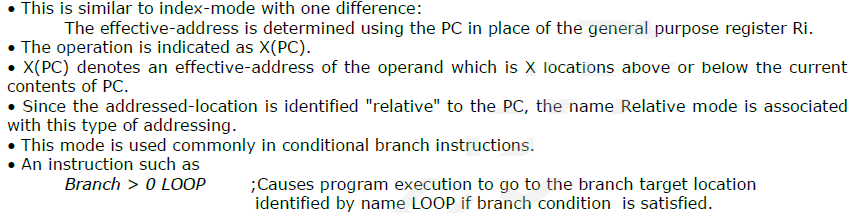 • This is similar to index-mode with one difference:
The effective-address is determined using the PC in place of the general purpose register Ri.
• The operation is indicated as X(PC).
• X(PC) denotes an effective-address of the operand which is X locations above or below the current
contents of PC.
• Since the addressed-location is identified "relative" to the PC, the name Relative mode is associated
with this type of addressing.
• This mode is used commonly in conditional branch instructions.
• An instruction such as
Branch > 0 LOOP ;Causes program execution to go to the branch target location
identified by name LOOP if branch condition is satisfied.